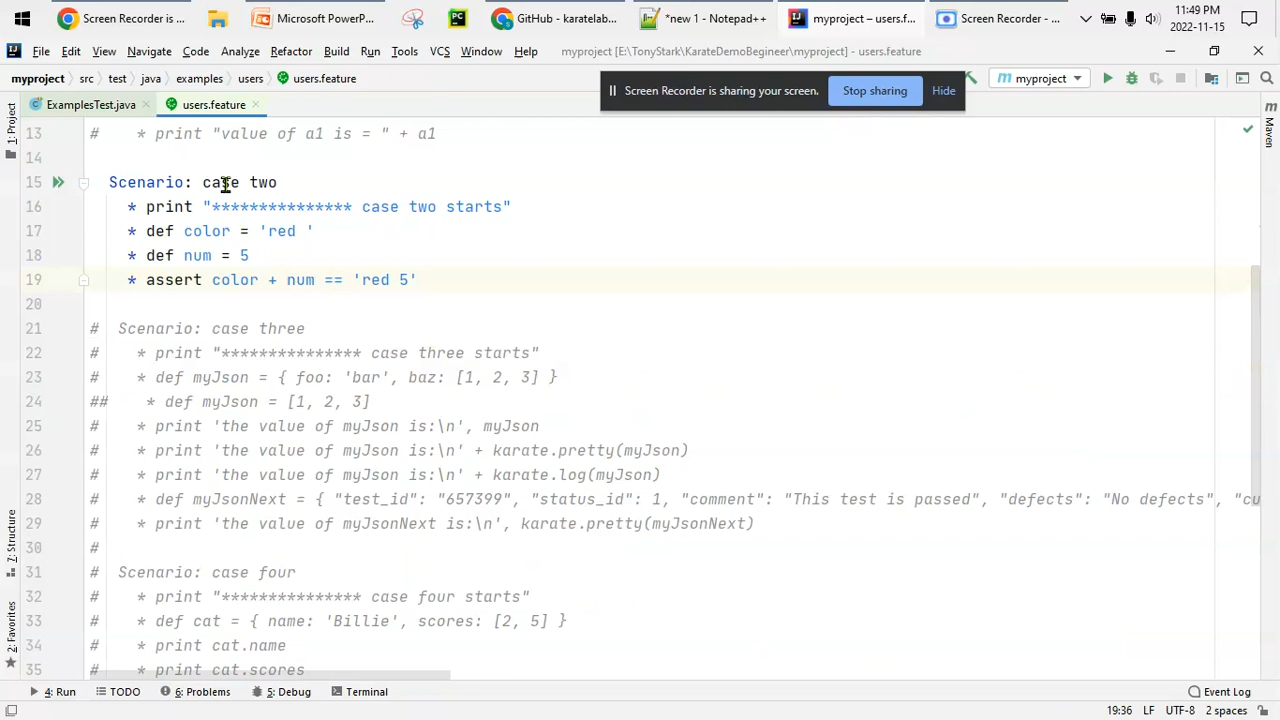 Screen Recorder is ...
Microsoft PowerP...
GitHub - karatelab...
*new 1 - Notepad++
myproject – users.f...
Screen Recorder - ...
11:49 PM
2022-11-15
File Edit View Navigate Code Analyze Refactor Build Run Tools VCS Window Help myproject [E:\TonyStark\KarateDemoBegineer\myproject] - users.feature
myproject src test java examples users users.feature
myproject
Screen Recorder is sharing your screen. Stop sharing Hide
ExamplesTest.java users.feature
1: Project
Maven
13 #    * print "value of a1 is = " + a1
14
15 Scenario: case two
16 * print "*************** case two starts"
17 * def color = 'red '
18 * def num = 5
19 * assert color + num == 'red 5'
20
21 #  Scenario: case three
22 #    * print "*************** case three starts"
23 #    * def myJson = { foo: 'bar', baz: [1, 2, 3] }
24 ##    * def myJson = [1, 2, 3]
25 #    * print 'the value of myJson is:\n', myJson
26 #    * print 'the value of myJson is:\n' + karate.pretty(myJson)
27 #    * print 'the value of myJson is:\n' + karate.log(myJson)
28 #    * def myJsonNext = { "test_id": "657399", "status_id": 1, "comment": "This test is passed", "defects": "No defects", "cu
29 #    * print 'the value of myJsonNext is:\n', karate.pretty(myJsonNext)
30 #
31 #  Scenario: case four
32 #    * print "*************** case four starts"
33 #    * def cat = { name: 'Billie', scores: [2, 5] }
34 #    * print cat.name
35 #    * print cat.scores
Z: Structure
2: Favorites
4: Run TODO 6: Problems 5: Debug Terminal Event Log
19:36 LF UTF-8 2 spaces